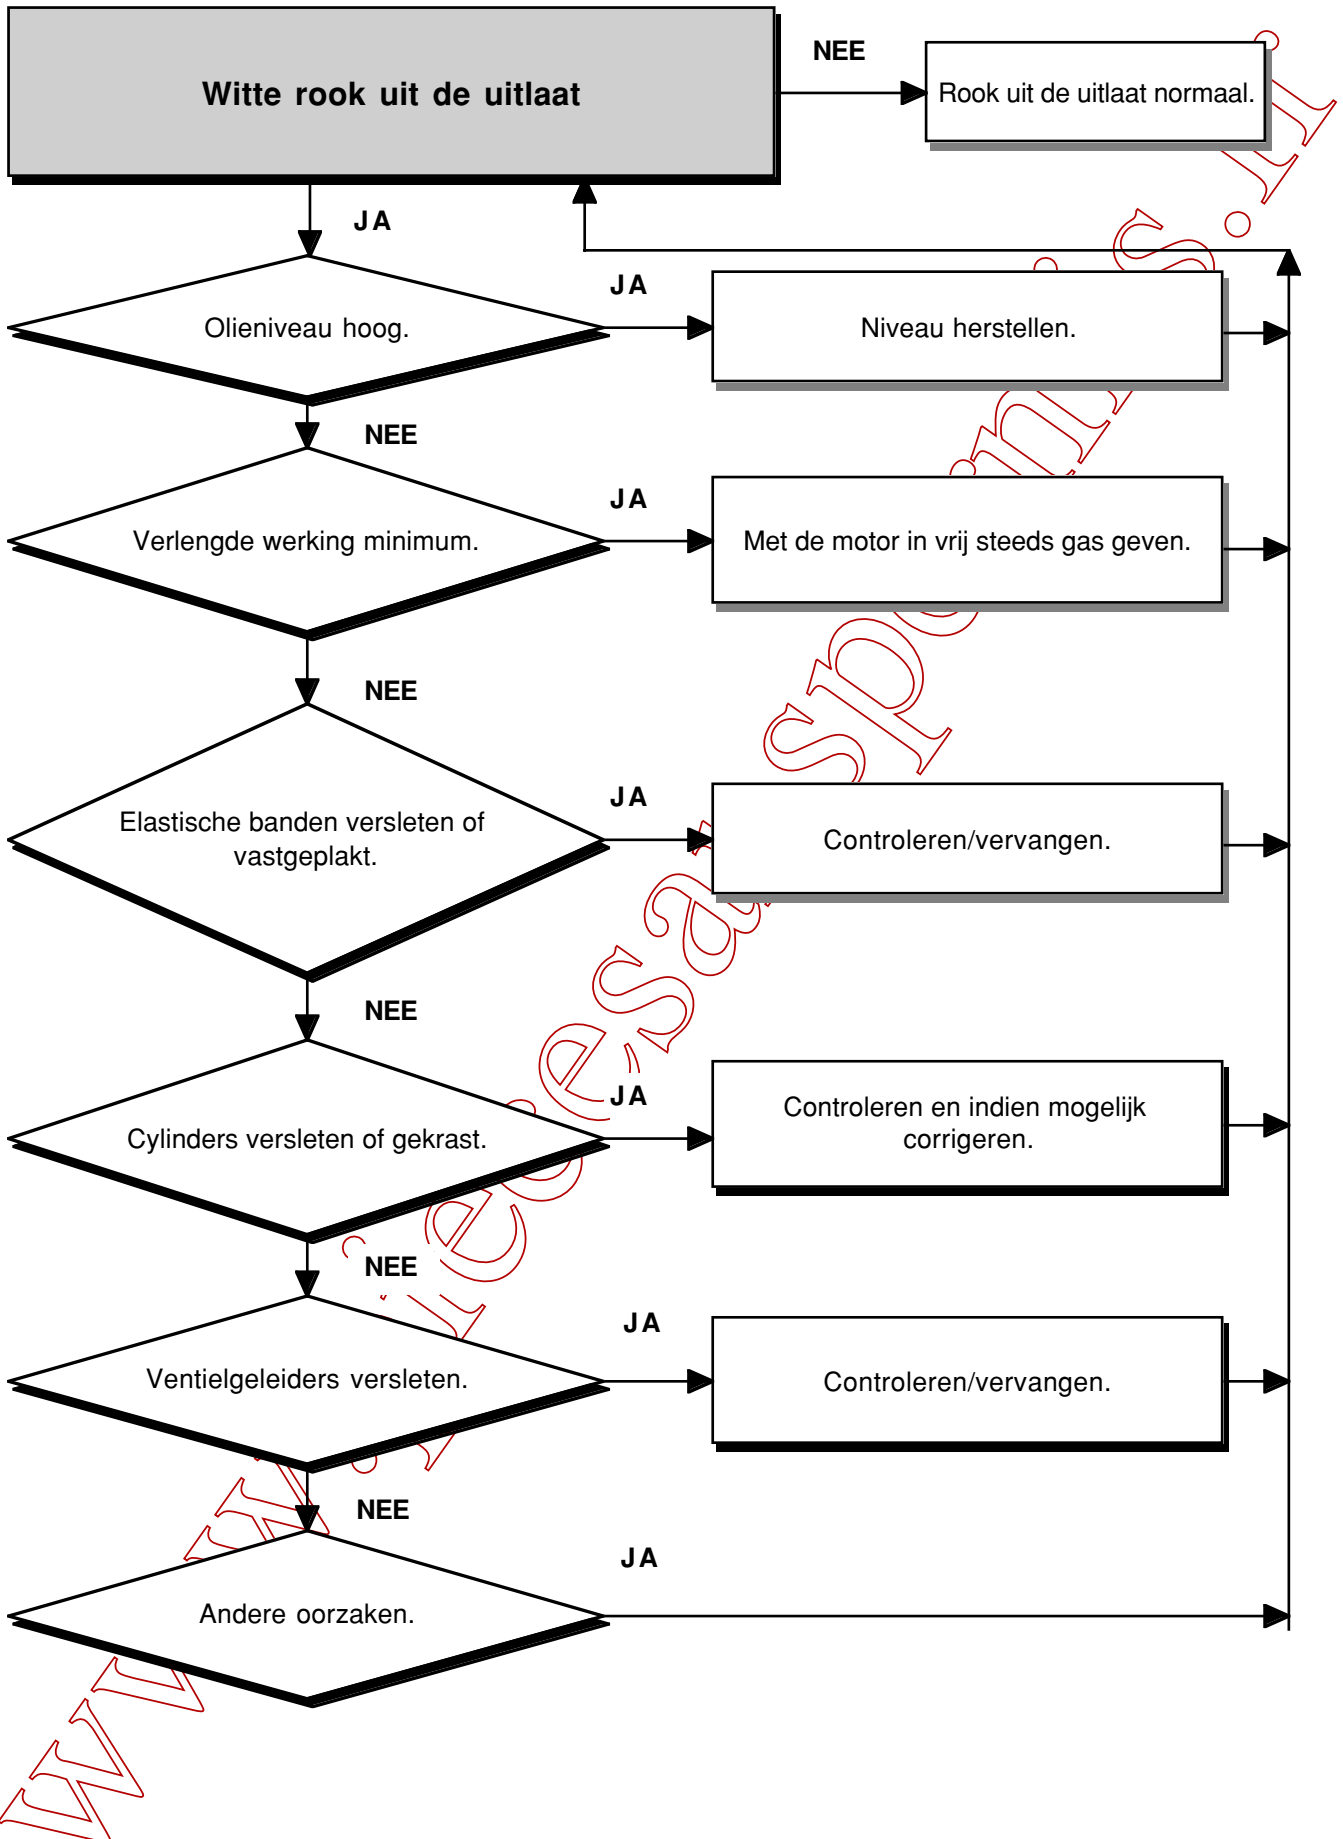 Witte rook uit de uitlaat
NEE
Rook uit de uitlaat normaal.
JA
Olieniveau hoog.
JA
Niveau herstellen.
NEE
Verlengde werking minimum.
JA
Met de motor in vrij steeds gas geven.
NEE
Elastische banden versleten of
vastgeplakt.
JA
Controleren/vervangen.
NEE
Cylinders versleten of gekrast.
JA
Controleren en indien mogelijk
corrigeren.
NEE
Ventielgeleiders versleten.
JA
Controleren/vervangen.
NEE
Andere oorzaken.
JA